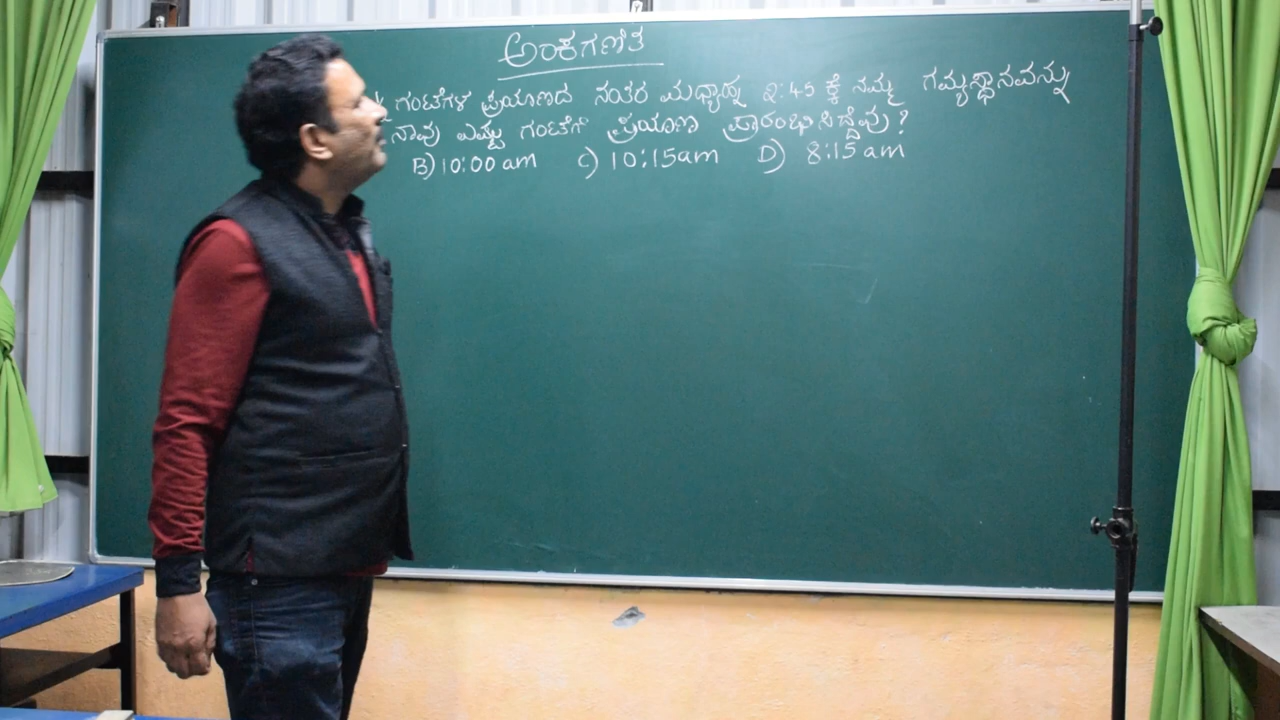 ಅಂಕಗಣಿತ
ಗಂಟೆಗಳ ಪ್ರಯಾಣದ ನಂತರ ಮಧ್ಯಾಹ್ನ 2:45 ಕ್ಕೆ ನಮ್ಮ ಗಮ್ಯಸ್ಥಾನವನ್ನು
ನಾವು ಎಷ್ಟು ಗಂಟೆಗೆ ಪ್ರಯಾಣ ಪ್ರಾರಂಭಿಸಿದ್ದೆವು?
B) 10:00 am C) 10:15am D) 8:15 am